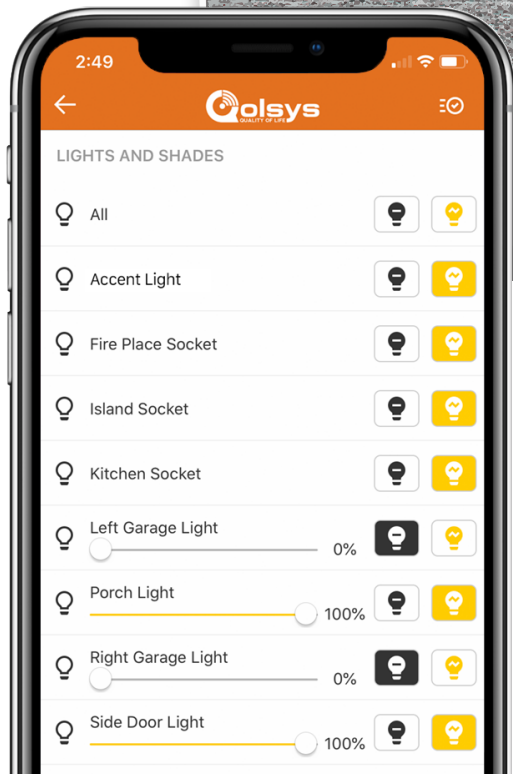 2:49
Qolsys
QUALITY OF LIFE
LIGHTS AND SHADES
All
Accent Light
Fire Place Socket
Island Socket
Kitchen Socket
Left Garage Light
0%
Porch Light
100%
Right Garage Light
0%
Side Door Light
100%